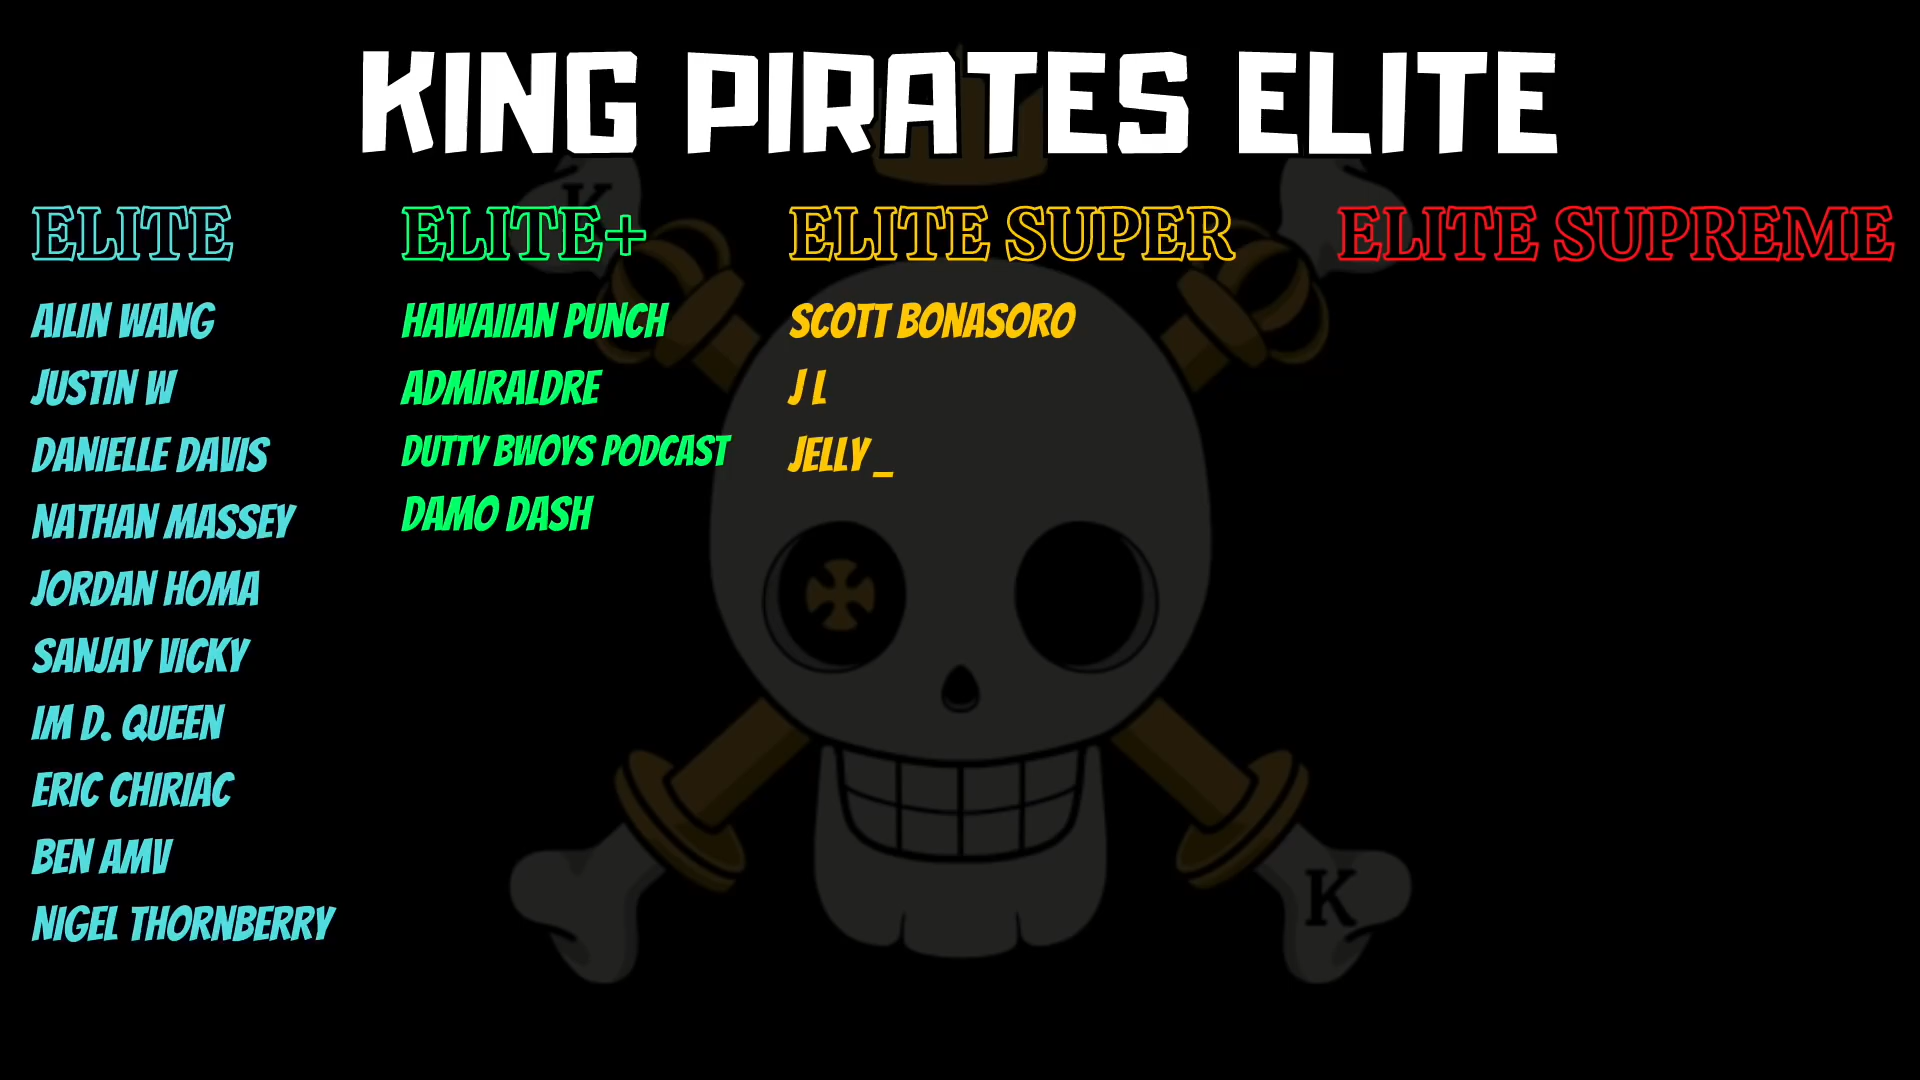 KING PIRATES ELITE
ELITE
AILIN WANG
JUSTIN W
DANIELLE DAVIS
NATHAN MASSEY
JORDAN HOMA
SANJAY VICKY
IM D. QUEEN
ERIC CHIRIAC
BEN AMV
NIGEL THORNBERRY
ELITE+
HAWAIIAN PUNCH
ADMIRALDRE
DUTTY BWOYS PODCAST
DAMO DASH
ELITE SUPER
SCOTT BONASORO
J L
JELLY _
ELITE SUPREME
K
K